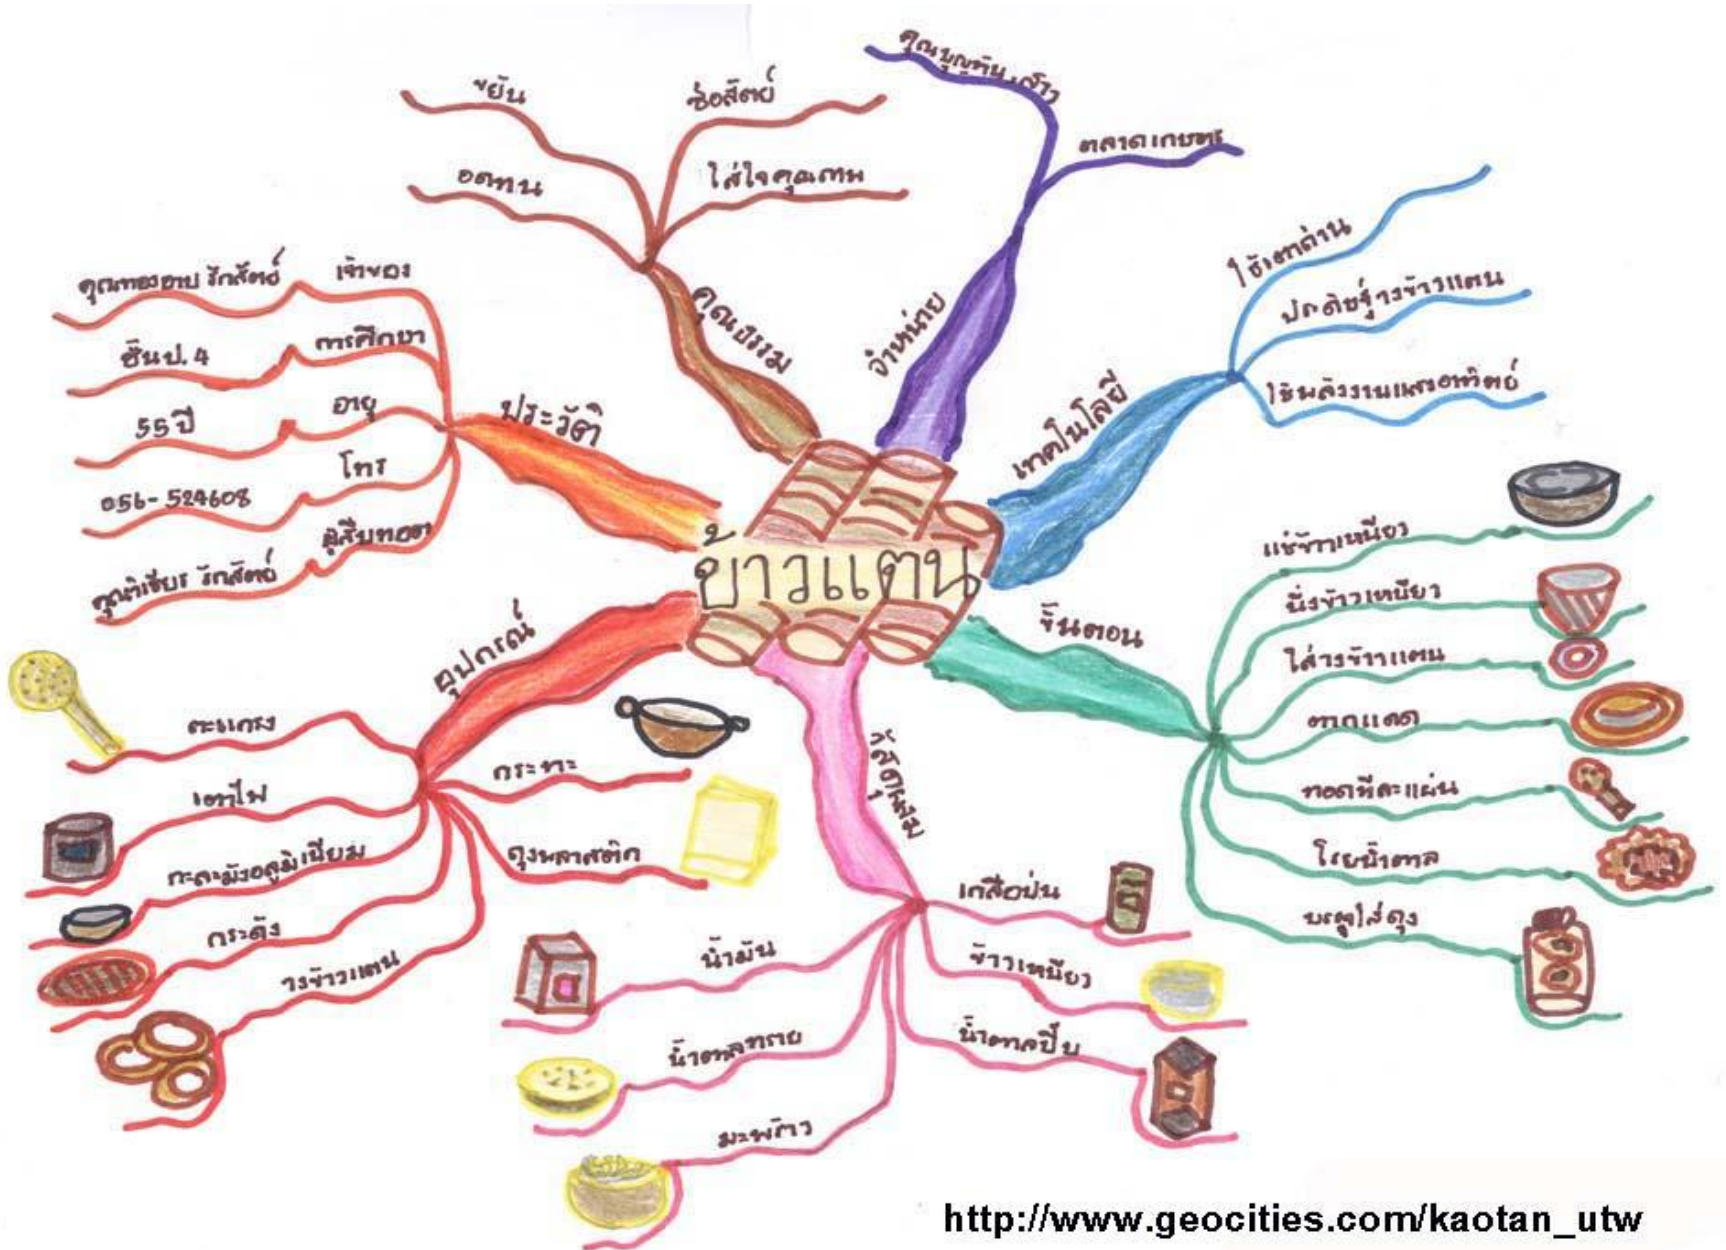 ข้าวแตน
ประวัติ
เจ้าของ
คุณทองอาบ รักสัตย์
การศึกษา
ชั้นป.4
อายุ
55 ปี
โทร
056-524608
ผู้สืบทอด
คุณวิเชียร รักสัตย์
คุณธรรม
ขยัน
อดทน
ซื่อสัตย์
ใส่ใจคุณภาพ
จำหน่าย
ตลาดเกษตร
เทคโนโลยี
ใช้เตาถ่าน
ประดิษฐ์วงข้าวแตน
ใช้พลังงานแสงอาทิตย์
ขั้นตอน
แช่ข้าวเหนียว
นึ่งข้าวเหนียว
ใส่วงข้าวแตน
ตากแดด
ทอดทีละแผ่น
โรยน้ำตาล
บรรจุใส่ถุง
วัสดุผสม
เกลือป่น
ข้าวเหนียว
น้ำตาลปี๊บ
น้ำมัน
น้ำตาลทราย
มะพร้าว
อุปกรณ์
ตะแกรง
เตาไฟ
กะละมังอลูมิเนียม
กระด้ง
วงข้าวแตน
กระทะ
ถุงพลาสติก
http://www.geocities.com/kaotan_utw